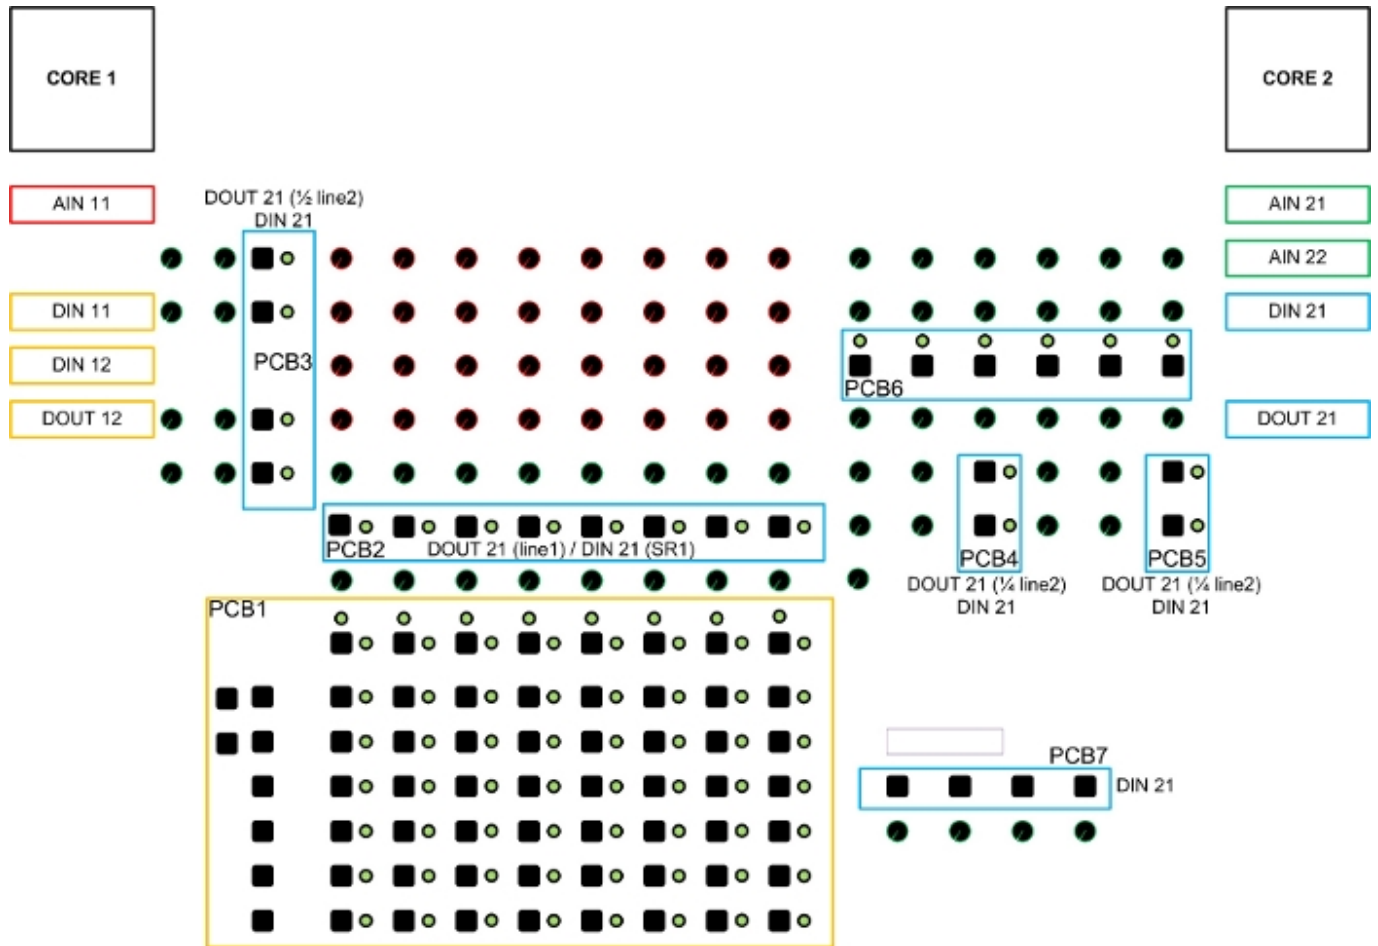 CORE 1
CORE 2
AIN 11
DOUT 21 (½ line2)
DIN 21
AIN 21
AIN 22
DIN 11
DIN 21
DIN 12
PCB3
PCB6
DOUT 12
DOUT 21
PCB2
DOUT 21 (line1) / DIN 21 (SR1)
PCB4
PCB5
DOUT 21 (¼ line2)
DIN 21
DOUT 21 (¼ line2)
DIN 21
PCB1
PCB7
DIN 21